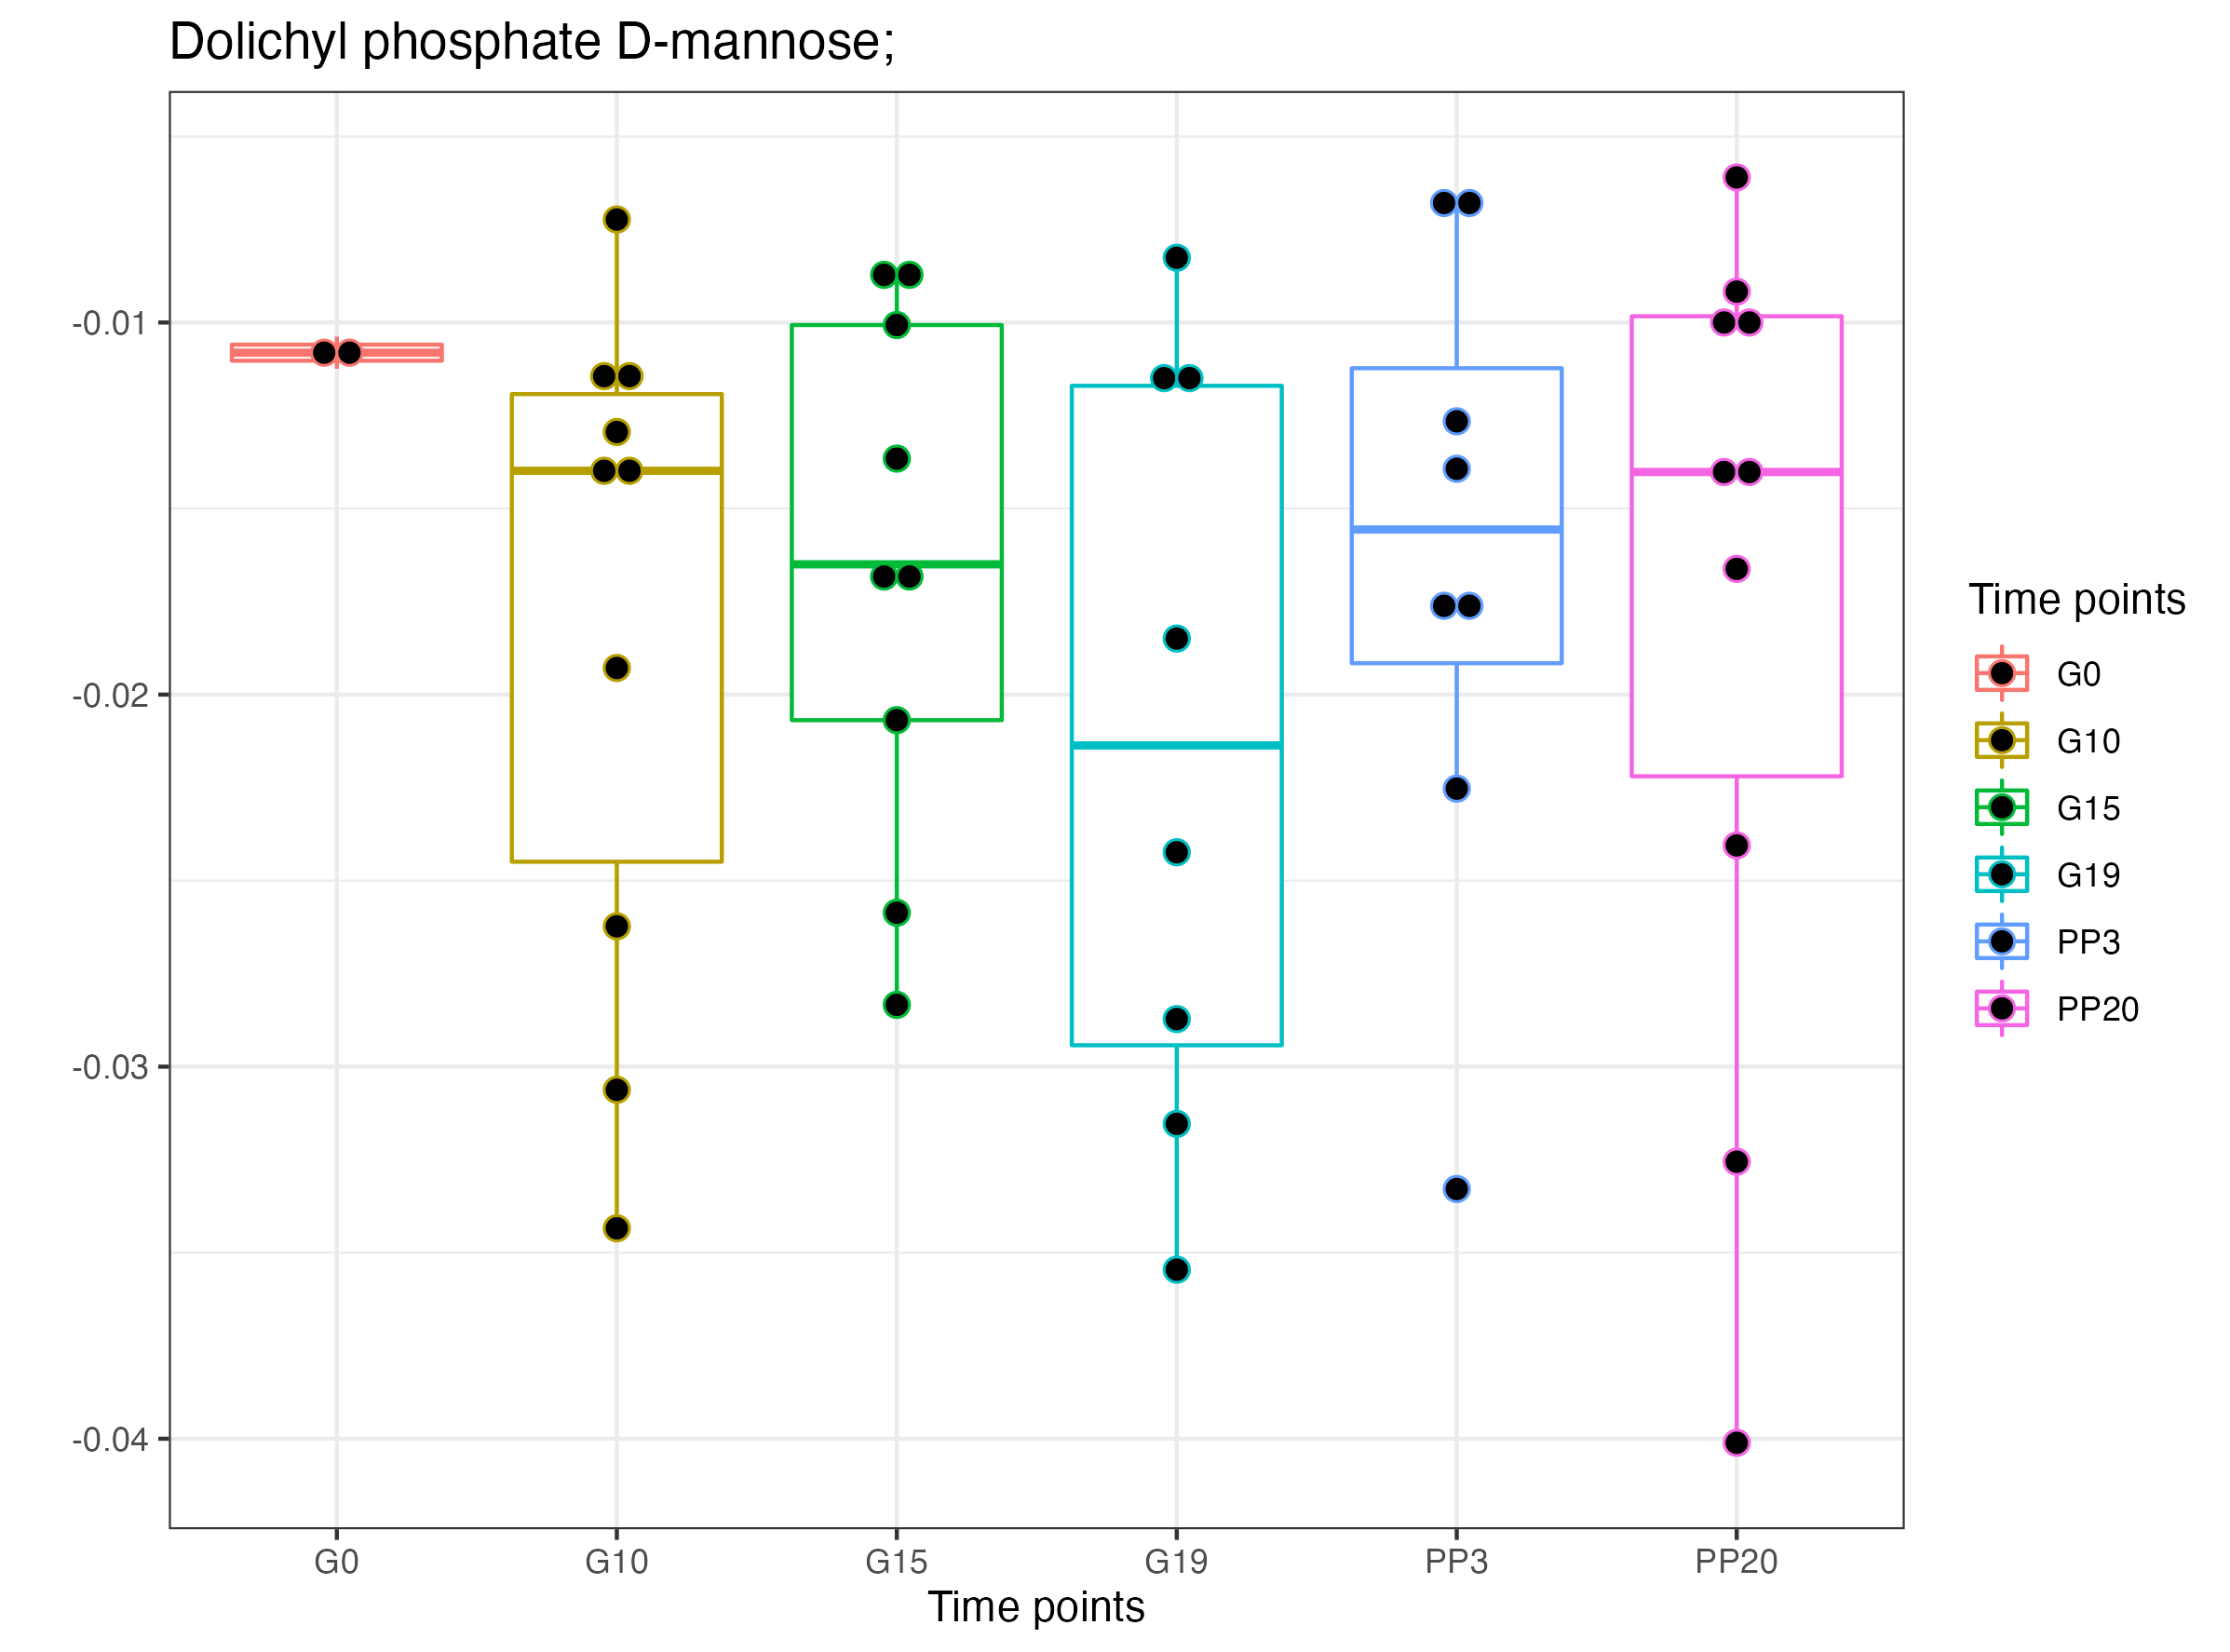 Dolichyl phosphate D-mannose;
-0.01
-0.02
-0.03
-0.04
G0 G10 G15 G19 PP3 PP20
Time points
Time points
G0
G10
G15
G19
PP3
PP20